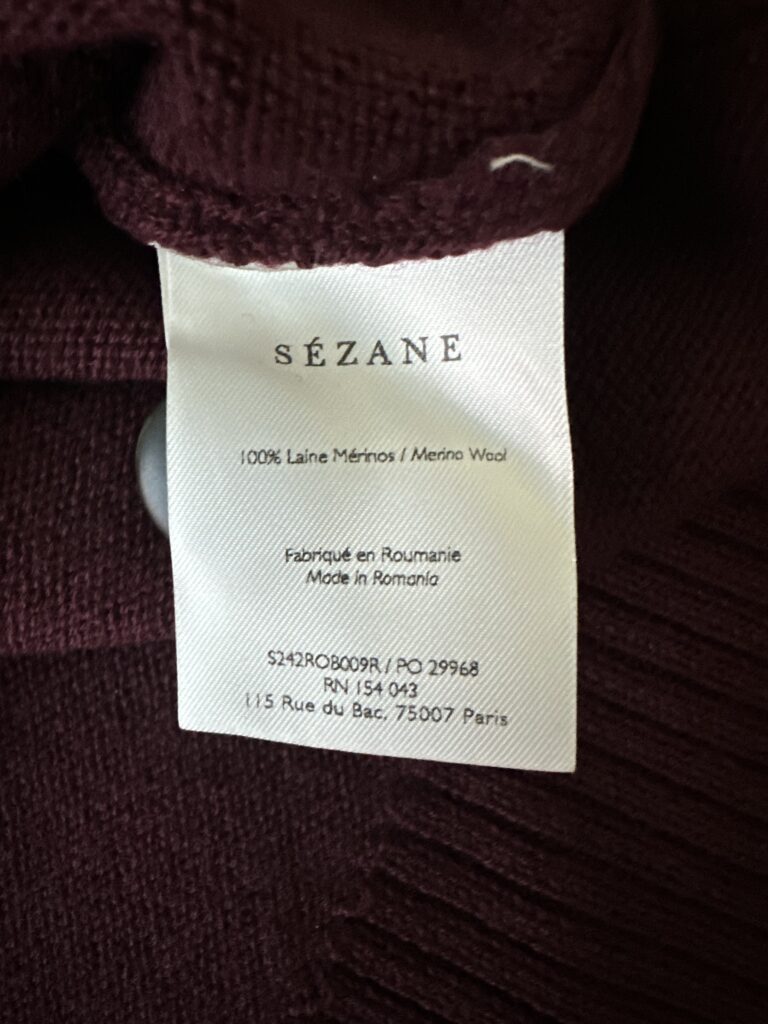 SÉZANE
100% Laine Mérinos / Merino Wool
Fabriqué en Roumanie
Made in Romania
S242ROB009R / PO 29968
RN 154 043
115 Rue du Bac, 75007 Paris